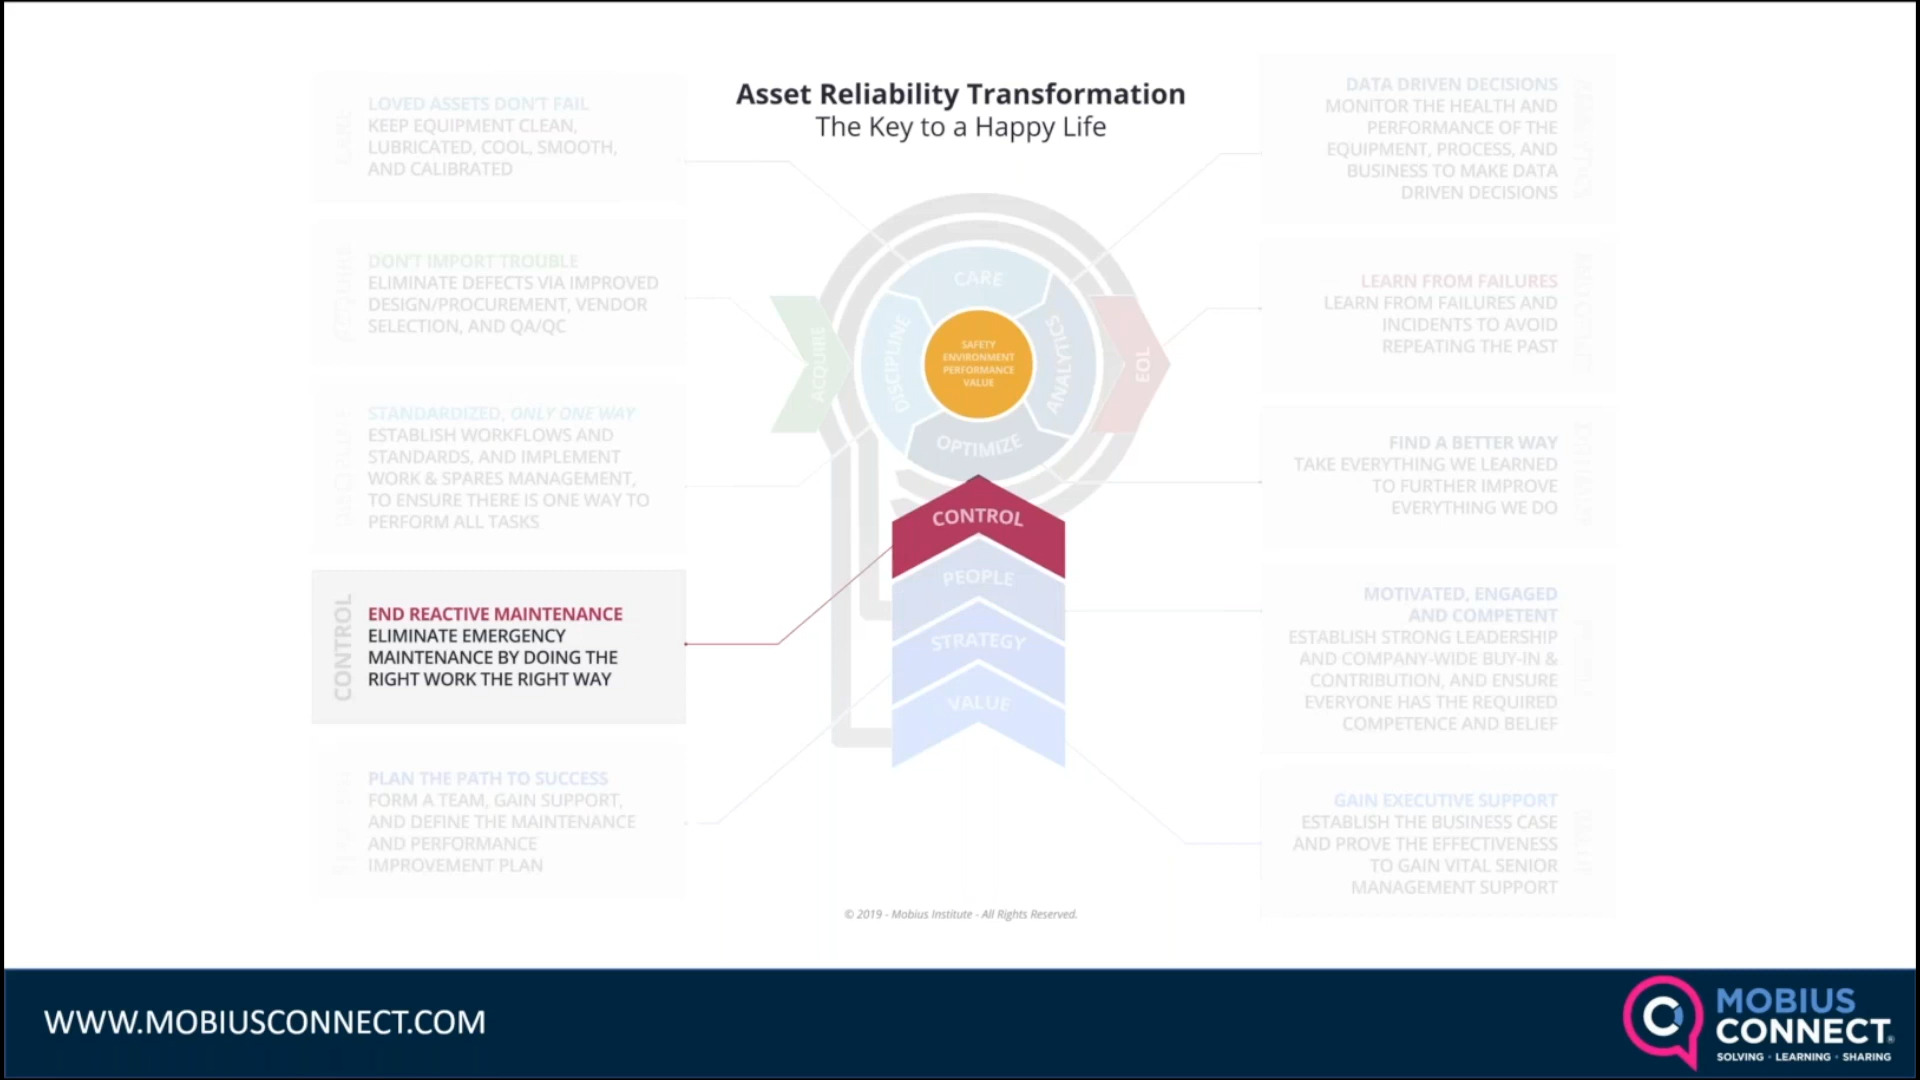 Asset Reliability Transformation
The Key to a Happy Life
LOVED ASSETS DON'T FAIL
KEEP EQUIPMENT CLEAN,
LUBRICATED, COOL, SMOOTH,
AND CALIBRATED
DON'T IMPORT TROUBLE
ELIMINATE DEFECTS VIA IMPROVED
DESIGN/PROCUREMENT, VENDOR
SELECTION, AND QA/QC
STANDARDIZED, ONLY ONE WAY
ESTABLISH WORKFLOWS AND
STANDARDS, AND IMPLEMENT
WORK & SPARES MANAGEMENT,
TO ENSURE THERE IS ONE WAY TO
PERFORM ALL TASKS
CONTROL
END REACTIVE MAINTENANCE
ELIMINATE EMERGENCY
MAINTENANCE BY DOING THE
RIGHT WORK THE RIGHT WAY
PLAN THE PATH TO SUCCESS
FORM A TEAM, GAIN SUPPORT,
AND DEFINE THE MAINTENANCE
AND PERFORMANCE
IMPROVEMENT PLAN
ACQUIRE
DISCIPLINE
CARE
ANALYTICS
OPTIMIZE
EOL
SAFETY
ENVIRONMENT
PERFORMANCE
VALUE
CONTROL
PEOPLE
STRATEGY
VALUE
DATA DRIVEN DECISIONS
MONITOR THE HEALTH AND
PERFORMANCE OF THE
EQUIPMENT, PROCESS, AND
BUSINESS TO MAKE DATA
DRIVEN DECISIONS
LEARN FROM FAILURES
LEARN FROM FAILURES AND
INCIDENTS TO AVOID
REPEATING THE PAST
FIND A BETTER WAY
TAKE EVERYTHING WE LEARNED
TO FURTHER IMPROVE
EVERYTHING WE DO
MOTIVATED, ENGAGED
AND COMPETENT
ESTABLISH STRONG LEADERSHIP
AND COMPANY-WIDE BUY-IN &
CONTRIBUTION, AND ENSURE
EVERYONE HAS THE REQUIRED
COMPETENCE AND BELIEF
GAIN EXECUTIVE SUPPORT
ESTABLISH THE BUSINESS CASE
AND PROVE THE EFFECTIVENESS
TO GAIN VITAL SENIOR
MANAGEMENT SUPPORT
© 2019 - Mobius Institute - All Rights Reserved.
WWW.MOBIUSCONNECT.COM
MOBIUS
CONNECT®
SOLVING · LEARNING · SHARING